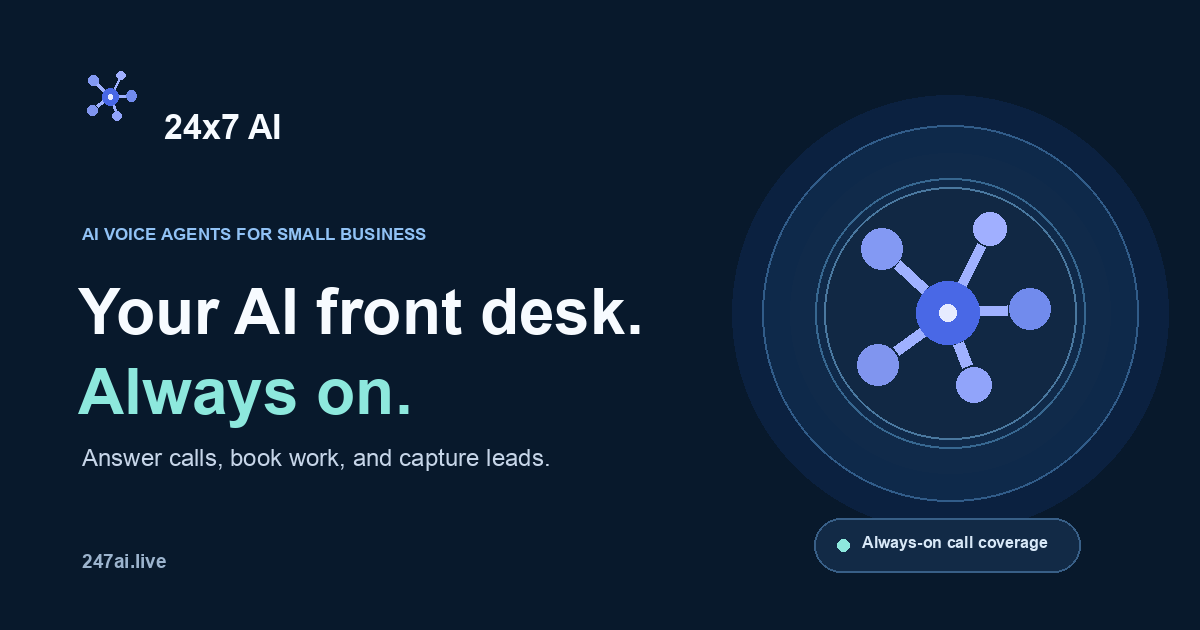 24x7 AI
AI VOICE AGENTS FOR SMALL BUSINESS
Your AI front desk.
Always on.
Answer calls, book work, and capture leads.
247ai.live
Always-on call coverage